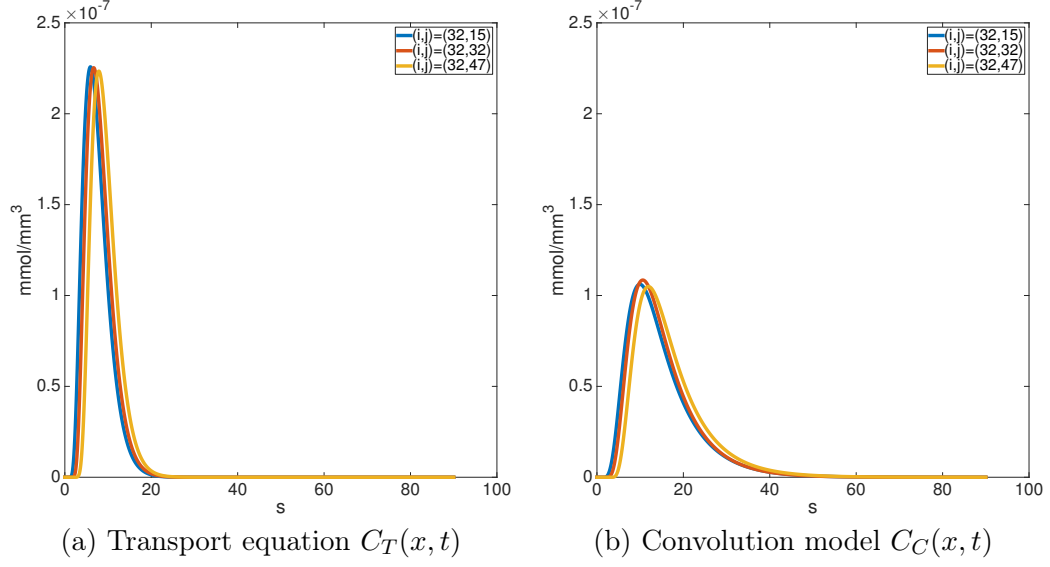 ×10⁻⁷
2.5
2
1.5
1
0.5
0
0 20 40 60 80 100
mmol/mm³
s
(i,j)=(32,15)
(i,j)=(32,32)
(i,j)=(32,47)
(a) Transport equation C_T(x, t)
×10⁻⁷
2.5
2
1.5
1
0.5
0
0 20 40 60 80 100
mmol/mm³
s
(i,j)=(32,15)
(i,j)=(32,32)
(i,j)=(32,47)
(b) Convolution model C_C(x, t)